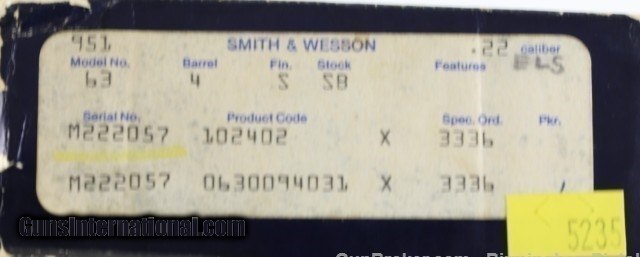 951 SMITH & WESSON .22 caliber
Model No. Barrel Fin. Stock Features ELS
63 4 S SB
Serial No. Product Code Spec. Ord. Pkr.
M222057 102402 X 3336
M222057 0630094031 X 3336
GunsInternational.com
5235